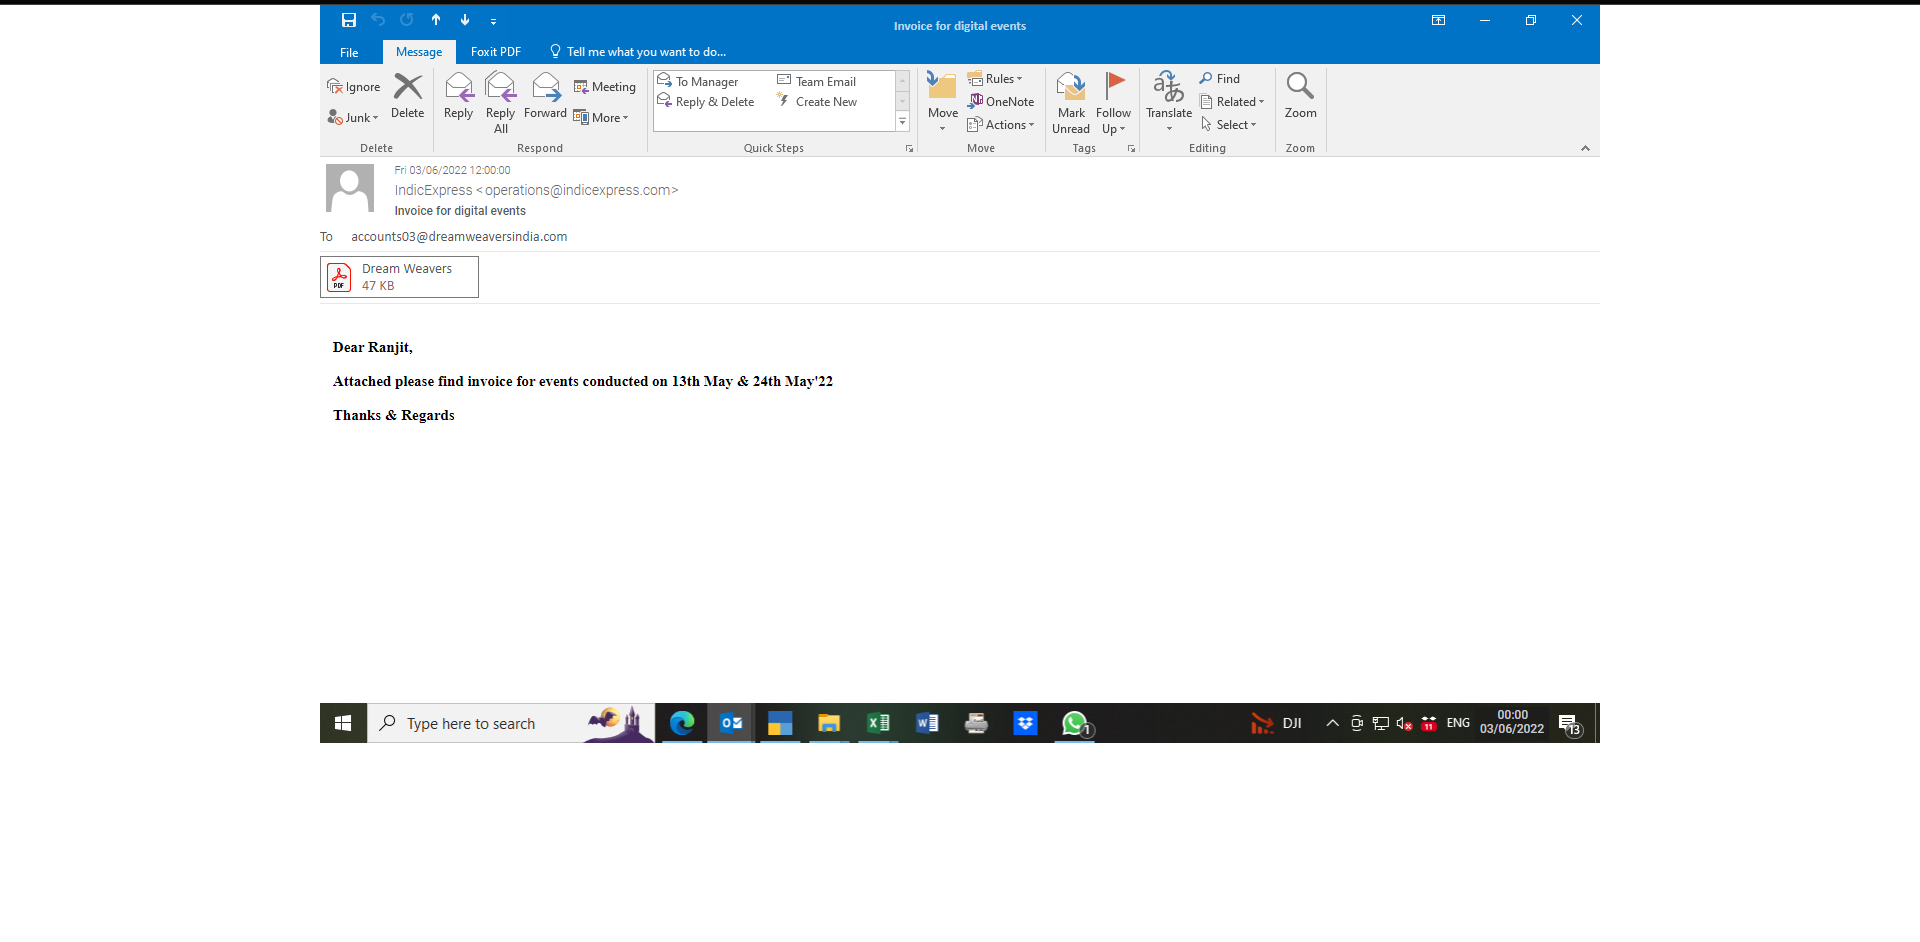 Invoice for digital events
File Message Foxit PDF Tell me what you want to do...
Ignore
Junk
Delete
Delete
Reply
Reply All
Forward
Meeting
More
Respond
To Manager
Team Email
Reply & Delete
Create New
Quick Steps
Move
Rules
OneNote
Actions
Move
Mark Unread
Follow Up
Tags
Translate
Find
Related
Select
Editing
Zoom
Zoom
Fri 03/06/2022 12:00:00
IndicExpress <operations@indicexpress.com>
Invoice for digital events
To accounts03@dreamweaversindia.com
PDF
Dream Weavers
47 KB
Dear Ranjit,
Attached please find invoice for events conducted on 13th May & 24th May'22
Thanks & Regards
Type here to search
1
DJI
11
ENG
00:00
03/06/2022
13